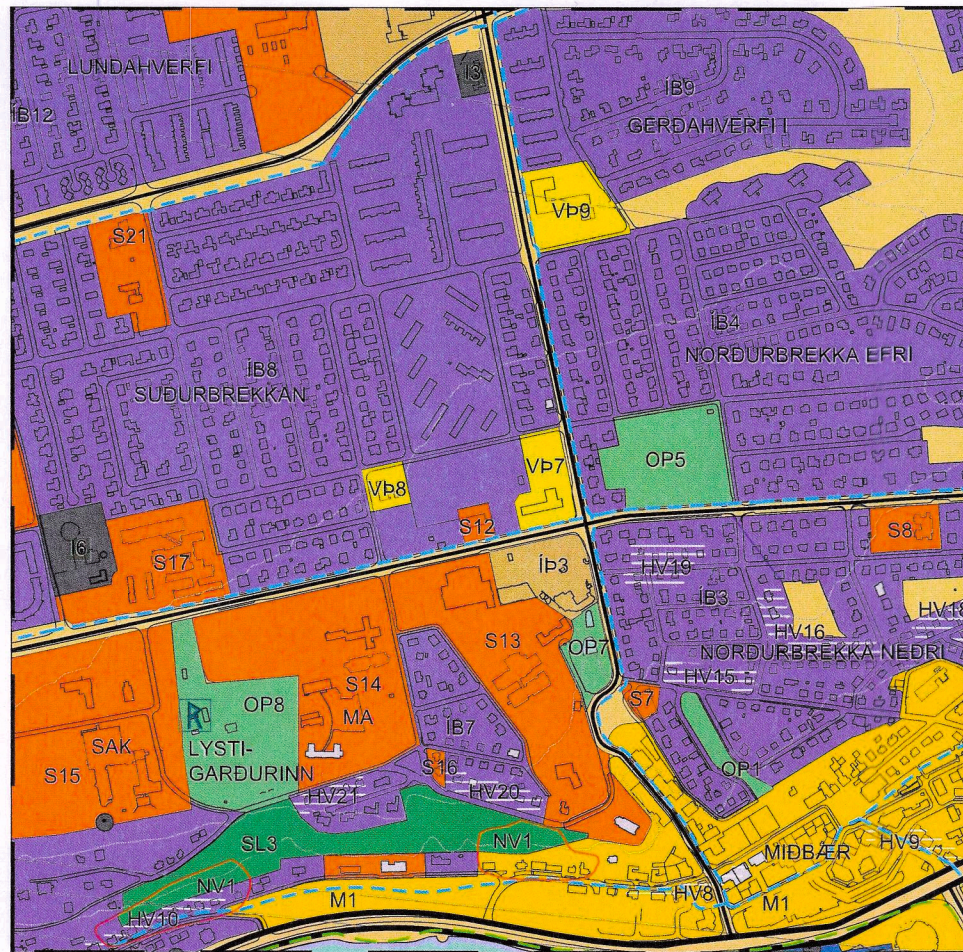 LUNDAHVERFI
ÍB12
I3
ÍB9
GERÐAHVERFI I
VÞ9
S21
ÍB4
NORÐURBREKKA EFRI
ÍB8
SUÐURBREKKAN
OP5
VÞ8
VÞ7
S12
I6
S17
ÍÞ3
S8
HV19
ÍB3
HV16
HV18
NORÐURBREKKA NEÐRI
HV15
S13
OP7
S14
MA
OP8
S7
ÍB7
SAK
LYSTI-
GARÐURINN
S15
S16
HV21
HV20
OP1
SL3
NV1
MIÐBÆR
HV9
NV1
HV10
M1
HV8
M1